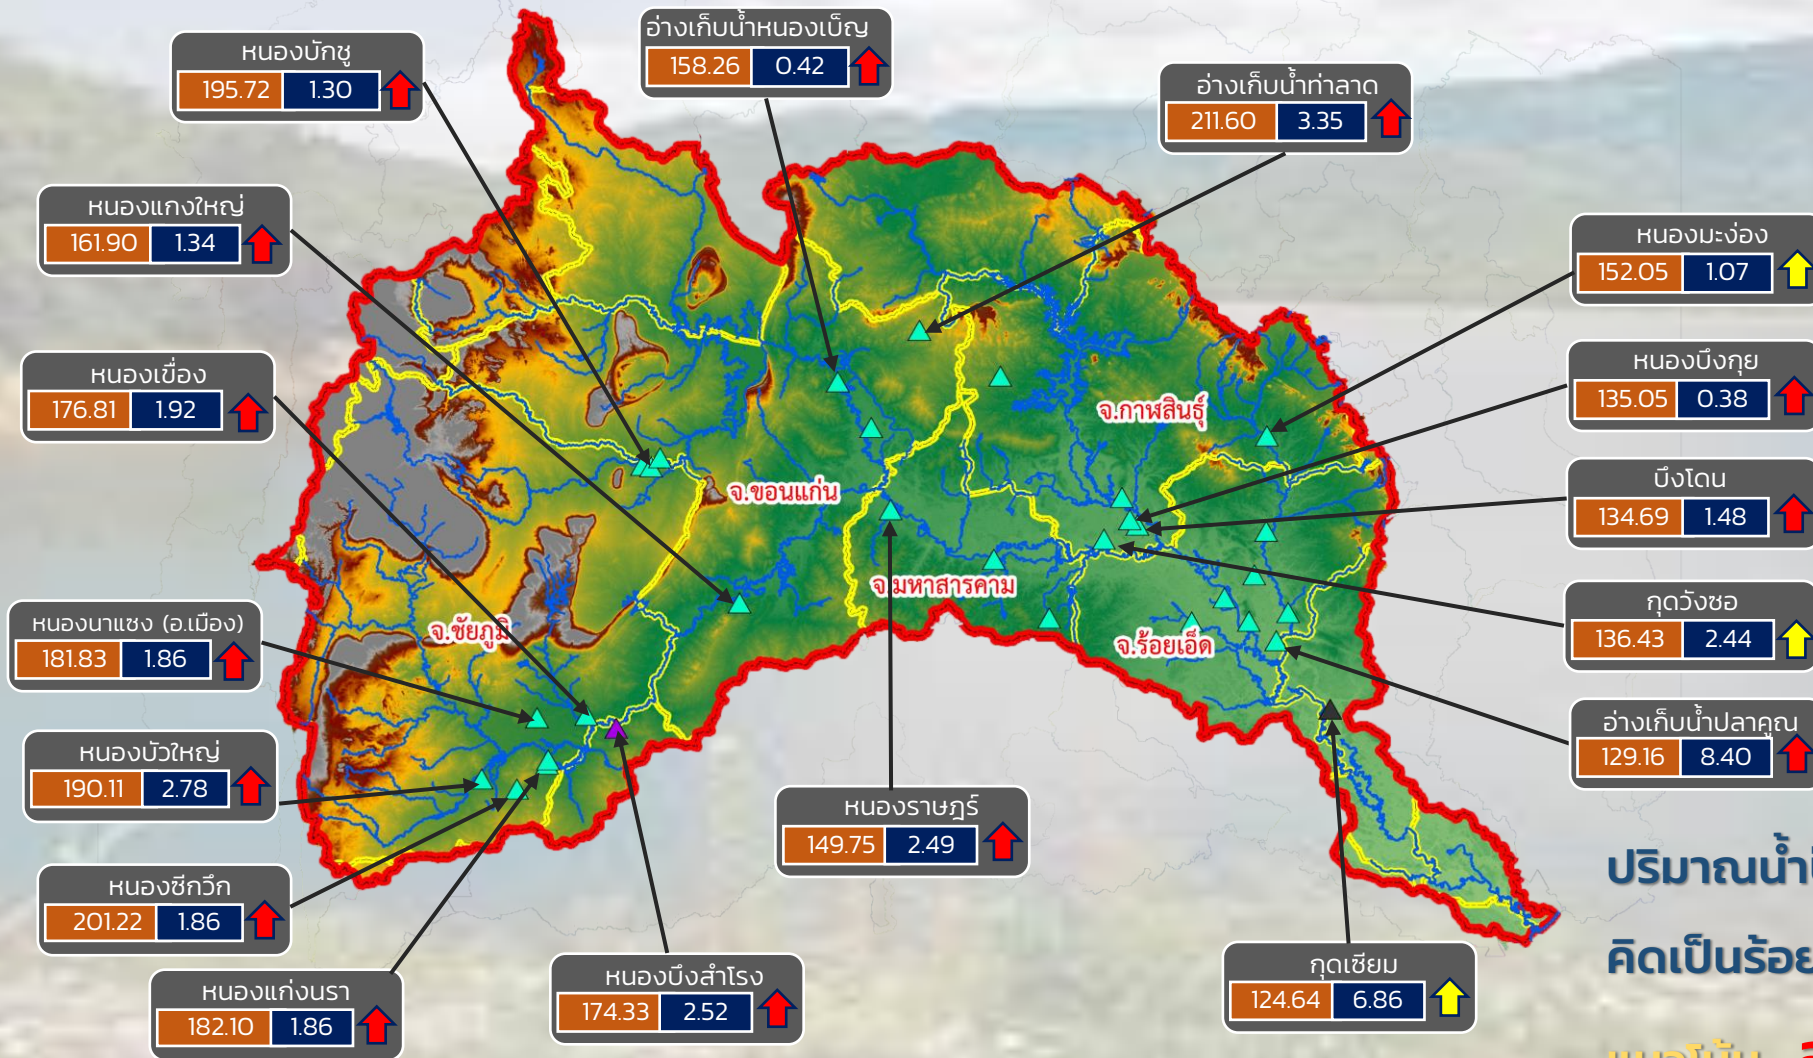 หนองบักซู
195.72 1.30
อ่างเก็บน้ำหนองเบ็ญ
158.26 0.42
อ่างเก็บน้ำท่าลาด
211.60 3.35
หนองแกงใหญ่
161.90 1.34
หนองมะง่อง
152.05 1.07
หนองเขื่อง
176.81 1.92
หนองบึงกุย
135.05 0.38
จ.กาฬสินธุ์
บึงโดน
134.69 1.48
จ.ขอนแก่น
จ.มหาสารคาม
กุดวังซอ
136.43 2.44
หนองนาแซง (อ.เมือง)
181.83 1.86
จ.ชัยภูมิ
จ.ร้อยเอ็ด
อ่างเก็บน้ำปลาคูณ
129.16 8.40
หนองบัวใหญ่
190.11 2.78
หนองราษฎร์
149.75 2.49
ปริมาณน้ำ
หนองซีกวึก
201.22 1.86
คิดเป็นร้อย
หนองบึงสำโรง
174.33 2.52
กุดเซียม
124.64 6.86
หนองแก่งนรา
182.10 1.86